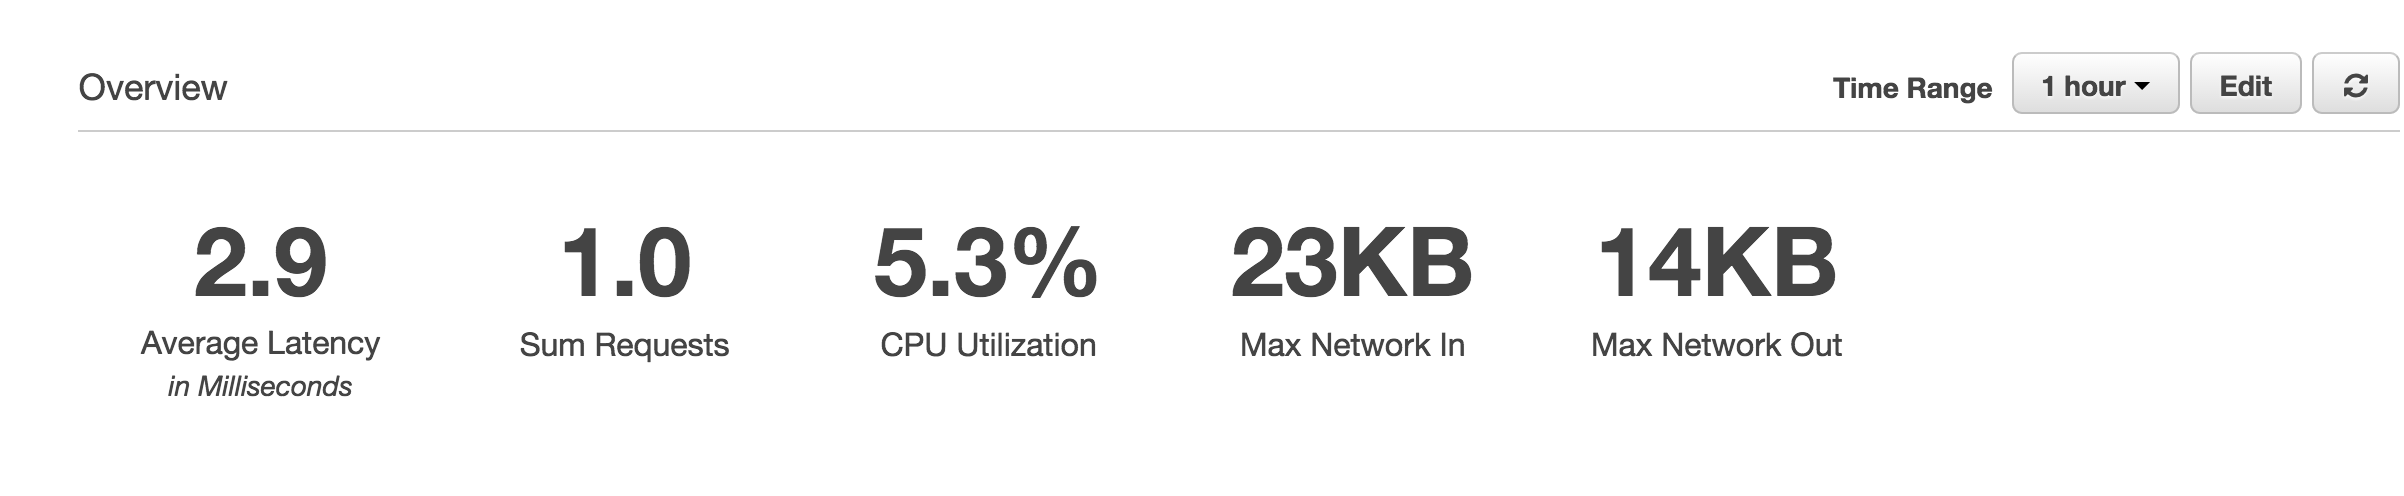 Overview
Time Range 1 hour Edit
2.9 1.0 5.3% 23KB 14KB
Average Latency Sum Requests CPU Utilization Max Network In Max Network Out
in Milliseconds